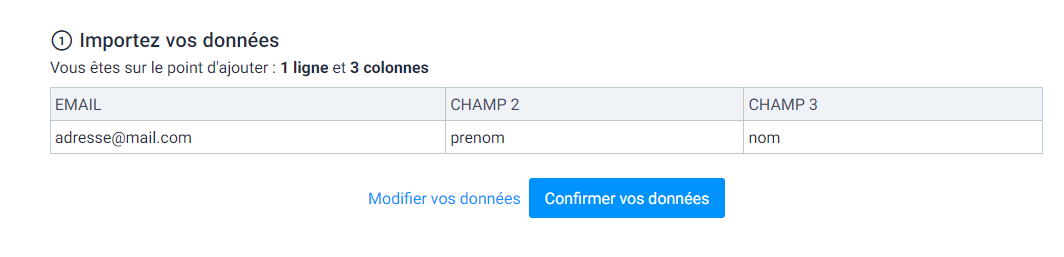 1 Importez vos données
Vous êtes sur le point d'ajouter : 1 ligne et 3 colonnes
EMAIL CHAMP 2 CHAMP 3
adresse@mail.com prenom nom
Modifier vos données Confirmer vos données